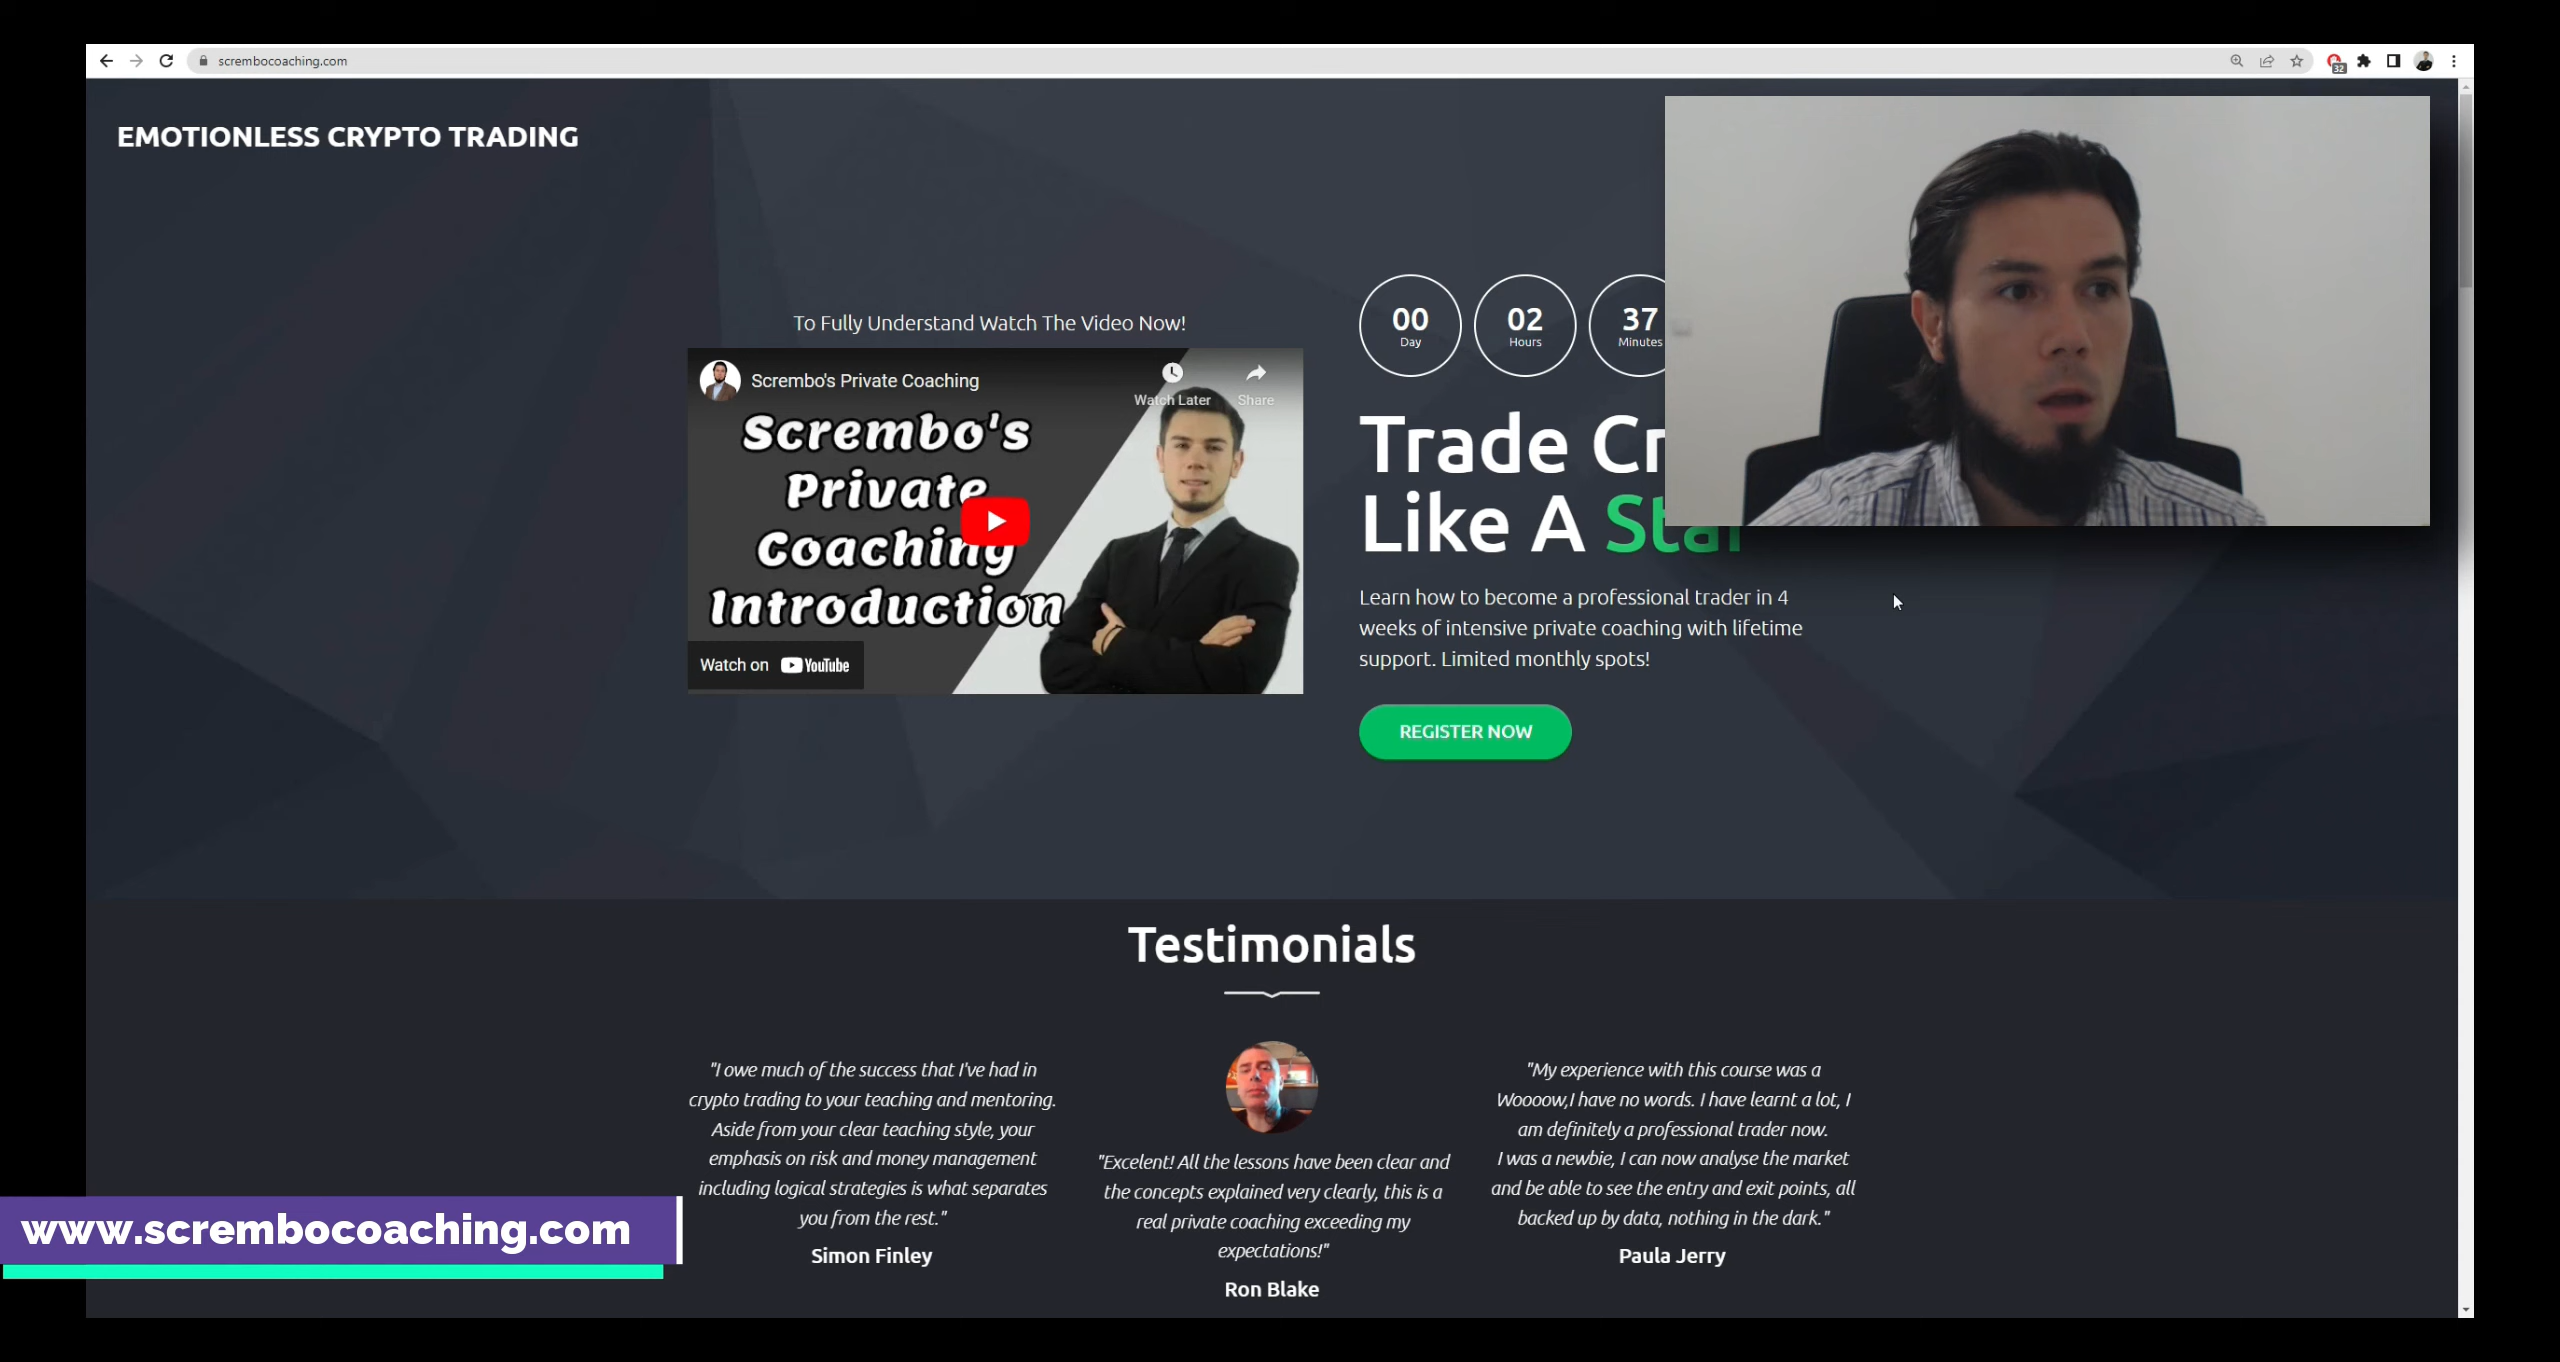 scrembocoaching.com
32
EMOTIONLESS CRYPTO TRADING
To Fully Understand Watch The Video Now!
Scrembo's Private Coaching
Watch Later
Share
Scrembo's
Private
Coaching
Introduction
Watch on YouTube
00
Day
02
Hours
37
Minutes
Trade Cr
Like A Star
Learn how to become a professional trader in 4
weeks of intensive private coaching with lifetime
support. Limited monthly spots!
REGISTER NOW
Testimonials
"I owe much of the success that I've had in
crypto trading to your teaching and mentoring.
Aside from your clear teaching style, your
emphasis on risk and money management
including logical strategies is what separates
you from the rest."
Simon Finley
"Excelent! All the lessons have been clear and
the concepts explained very clearly, this is a
real private coaching exceeding my
expectations!"
Ron Blake
"My experience with this course was a
Woooow,I have no words. I have learnt a lot, I
am definitely a professional trader now.
I was a newbie, I can now analyse the market
and be able to see the entry and exit points, all
backed up by data, nothing in the dark."
Paula Jerry
www.scrembocoaching.com